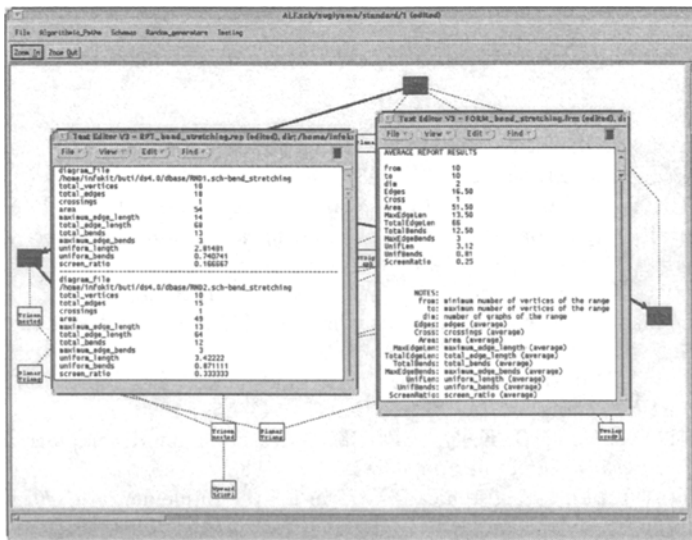 ALF.sch/sugiyama/standard/1 (edited)
File Algorithmic_Paths Schemas Random_generators Testing
Zoom In Zoom Out
Text Editor V3 - RPT_bend_stretching.rep (edited), dir: /home/infokit
File View Edit Find
diagram_file
/home/infokit/buti/ds4.0/dbase/RND1.sch-bend_stretching
total_vertices 10
total_edges 18
crossings 1
area 54
maximum_edge_length 14
total_edge_length 68
total_bends 13
maximum_edge_bends 3
uniform_length 2.81481
uniform_bends 0.740741
screen_ratio 0.166667
diagram_file
/home/infokit/buti/ds4.0/dbase/RND2.sch-bend_stretching
total_vertices 10
total_edges 15
crossings 1
area 49
maximum_edge_length 13
total_edge_length 64
total_bends 12
maximum_edge_bends 3
uniform_length 3.42222
uniform_bends 0.871111
screen_ratio 0.333333
Text Editor V3 - FORM_bend_stretching.frm (edited), di
File View Edit Find
AVERAGE REPORT RESULTS
from 10
to 10
die 2
Edges 16.50
Cross 1
Area 51.50
MaxEdgeLen 13.50
TotalEdgeLen 66
TotalBends 12.50
MaxEdgeBends 3
UnifLen 3.12
UnifBends 0.81
ScreenRatio 0.25
NOTES:
from: minimum number of vertices of the range
to: maximum number of vertices of the range
die: number of graphs of the range
Edges: edges (average)
Cross: crossings (average)
Area: area (average)
MaxEdgeLen: maximum_edge_length (average)
TotalEdgeLen: total_edge_length (average)
TotalBends: total_bends (average)
MaxEdgeBends: maximum_edge_bends (average)
UnifLen: uniform_length (average)
UnifBends: uniform_bends (average)
ScreenRatio: screen_ratio (average)
Planar
Triang
Planar
Triang
Upward